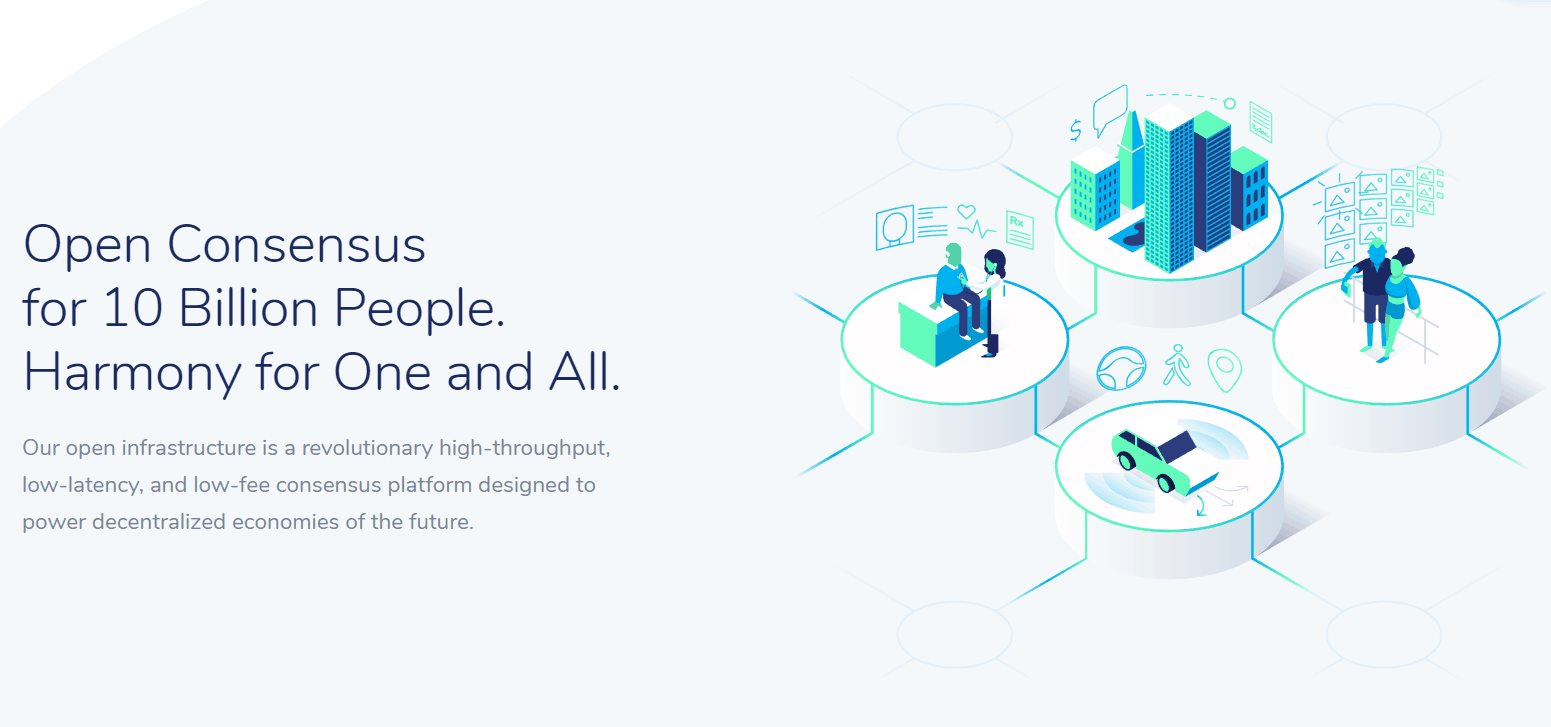 Open Consensus
for 10 Billion People.
Harmony for One and All.
Our open infrastructure is a revolutionary high-throughput,
low-latency, and low-fee consensus platform designed to
power decentralized economies of the future.
$
Rx